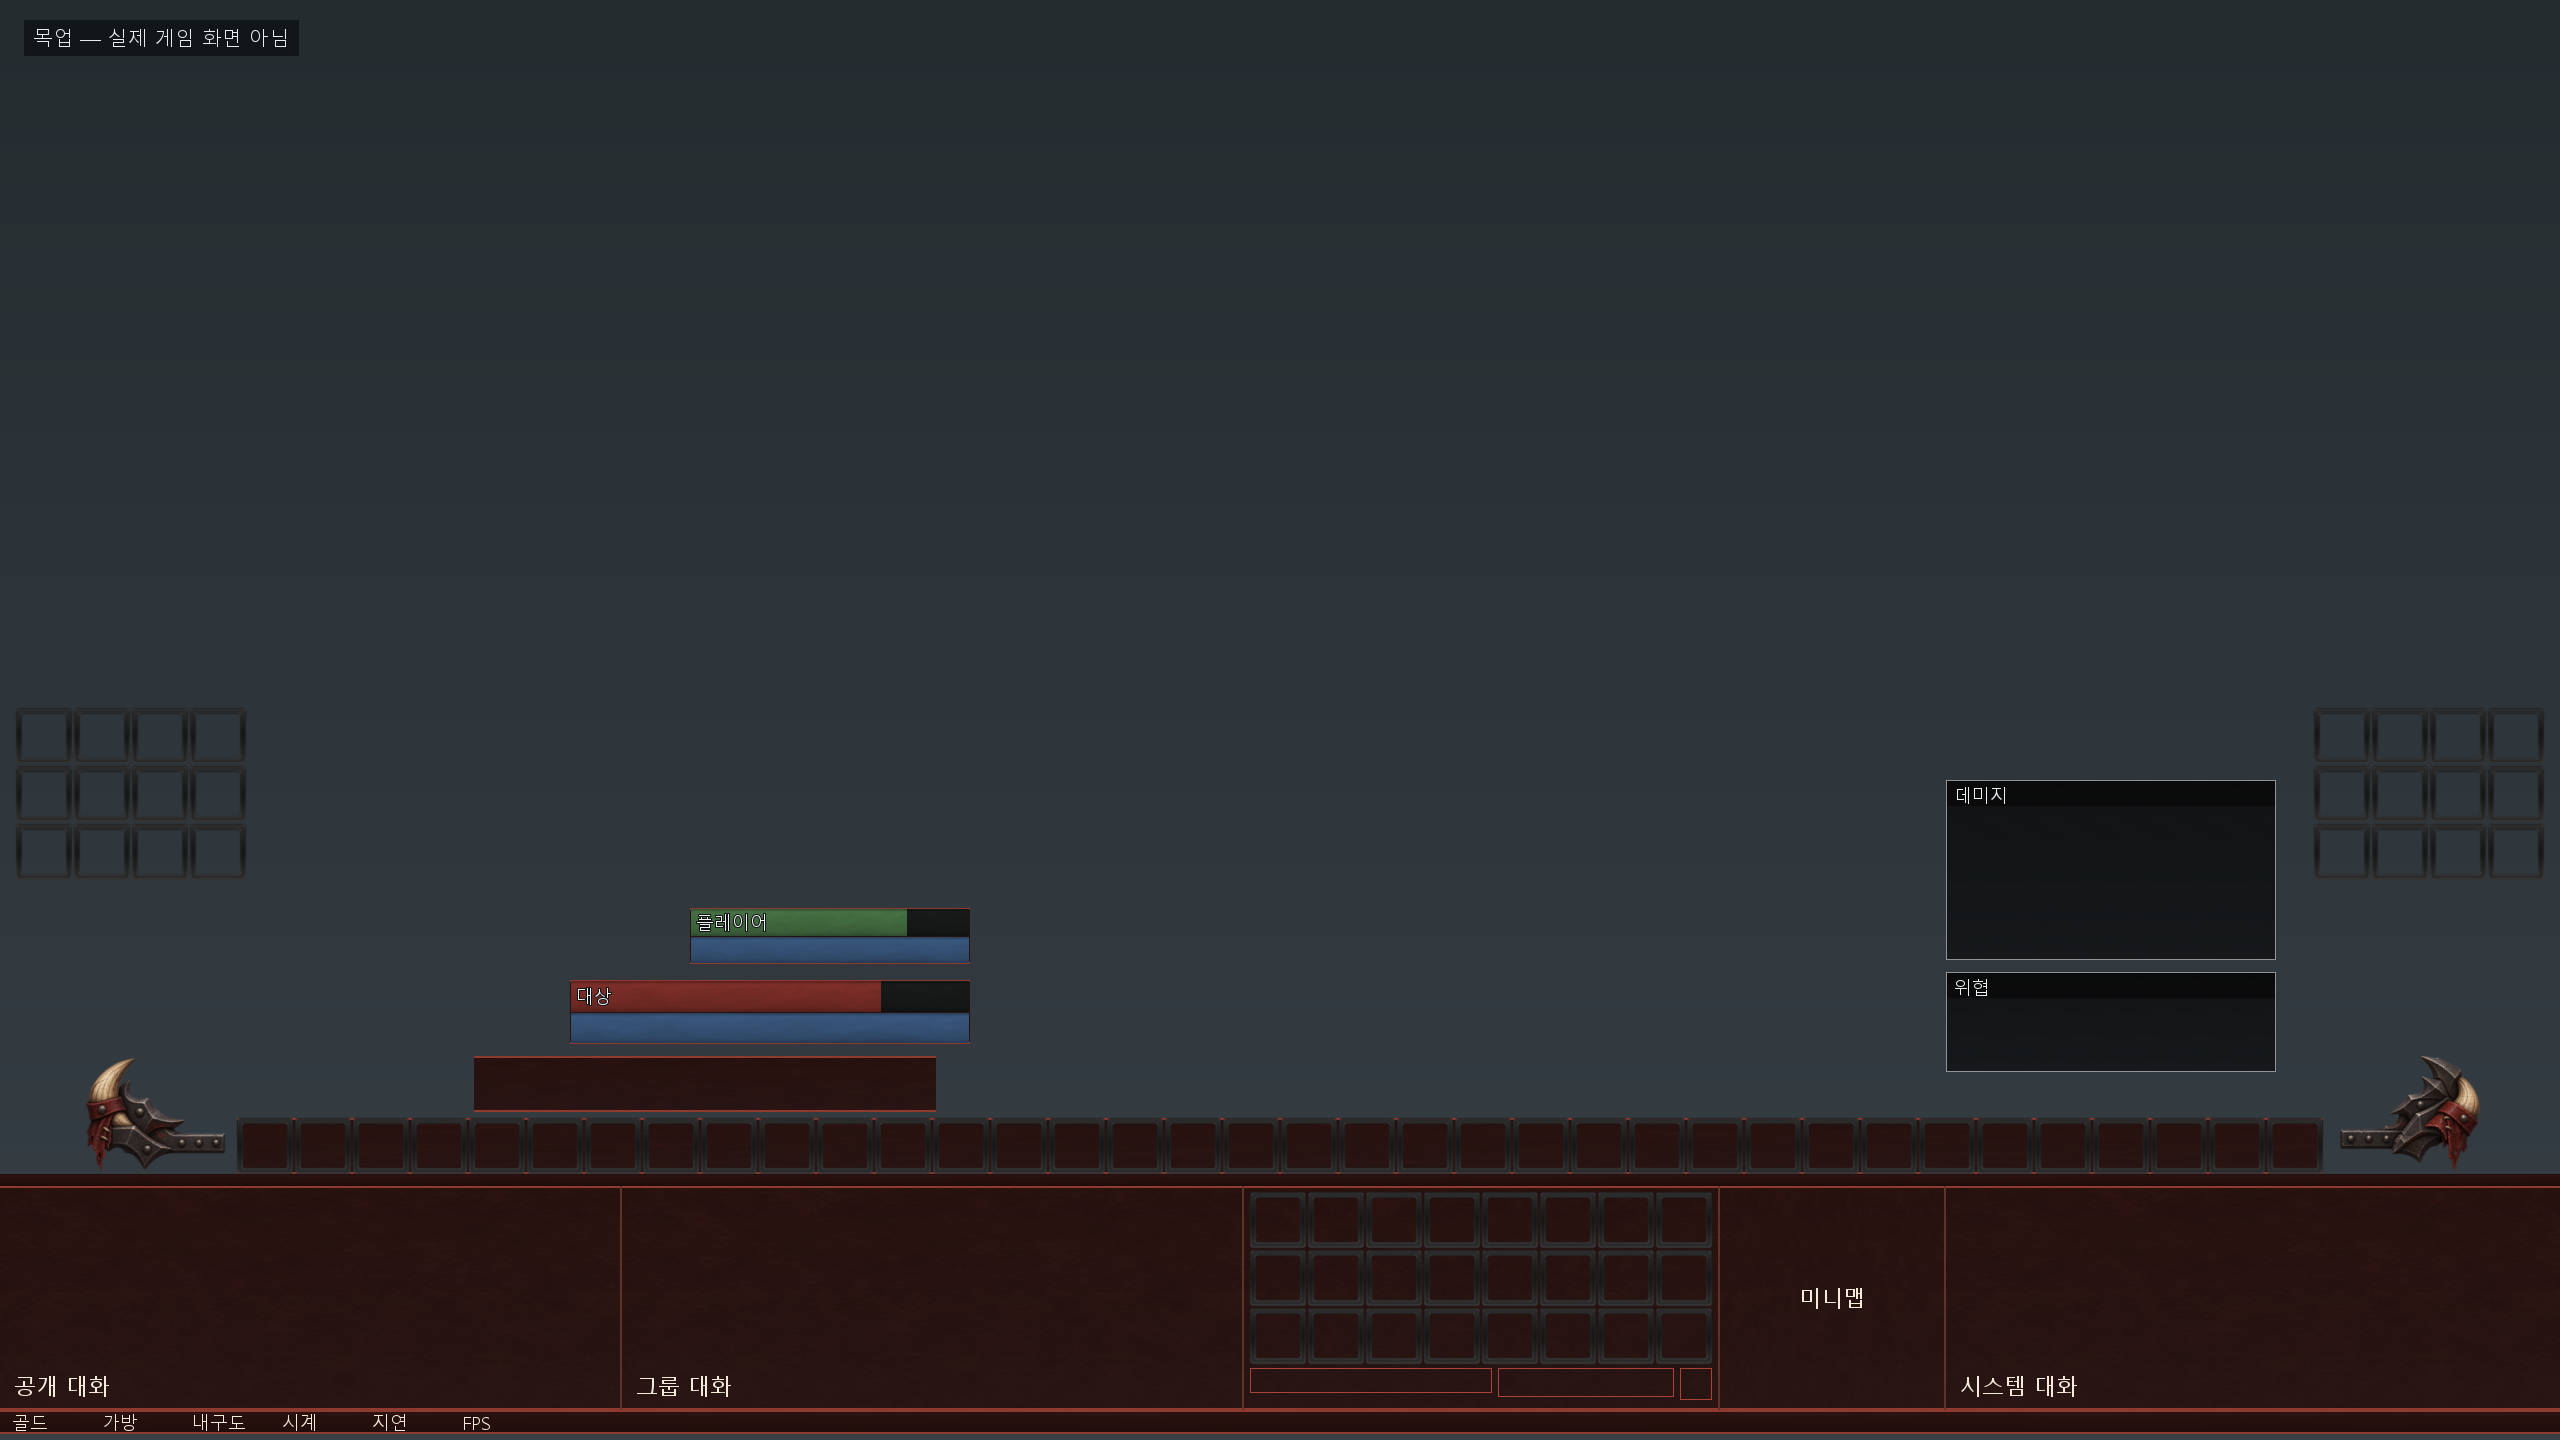 목업 — 실제 게임 화면 아님
데미지
플레이어
위협
대상
미니맵
공개 대화
그룹 대화
시스템 대화
골드 가방 내구도 시계 지연 FPS